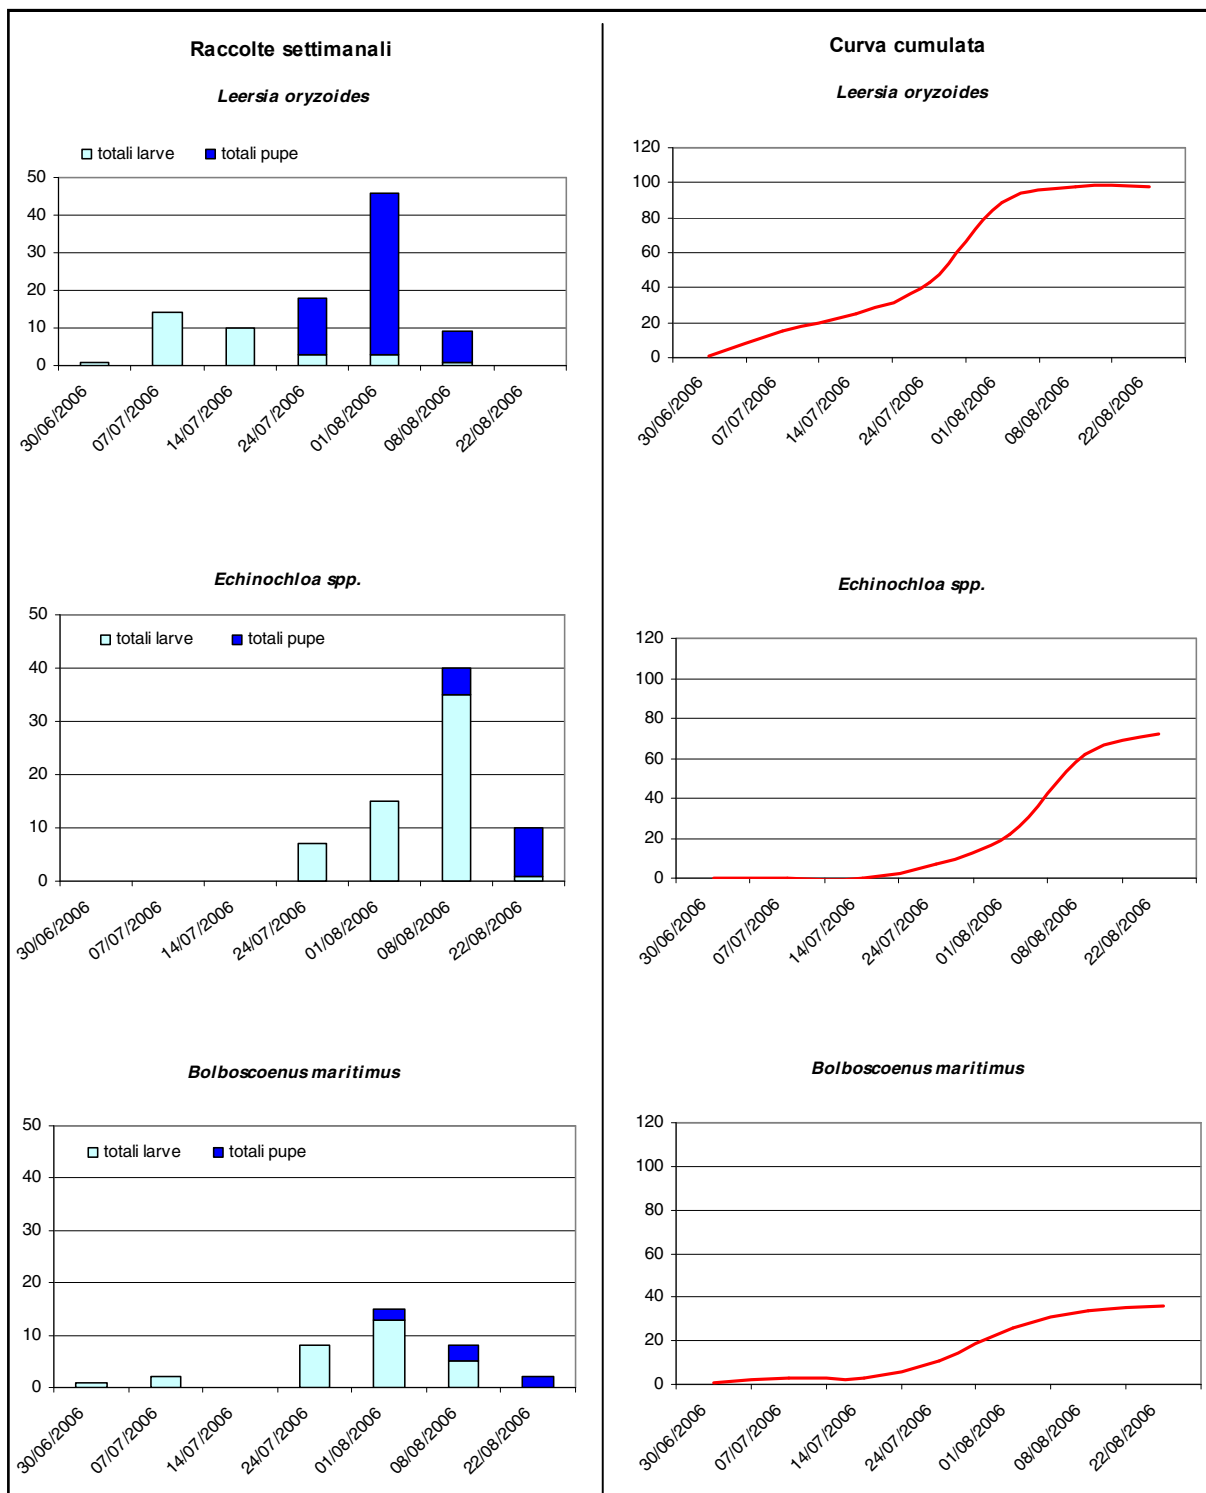 Raccolte settimanali
Leersia oryzoides
totali larve totali pupe
50
40
30
20
10
0
30/06/2006 07/07/2006 14/07/2006 24/07/2006 01/08/2006 08/08/2006 22/08/2006
Echinochloa spp.
50
totali larve totali pupe
40
30
20
10
0
30/06/2006 07/07/2006 14/07/2006 24/07/2006 01/08/2006 08/08/2006 22/08/2006
Bolboscoenus maritimus
50
totali larve totali pupe
40
30
20
10
0
30/06/2006 07/07/2006 14/07/2006 24/07/2006 01/08/2006 08/08/2006 22/08/2006
Curva cumulata
Leersia oryzoides
120
100
80
60
40
20
0
30/06/2006 07/07/2006 14/07/2006 24/07/2006 01/08/2006 08/08/2006 22/08/2006
Echinochloa spp.
120
100
80
60
40
20
0
30/06/2006 07/07/2006 14/07/2006 24/07/2006 01/08/2006 08/08/2006 22/08/2006
Bolboscoenus maritimus
120
100
80
60
40
20
0
30/06/2006 07/07/2006 14/07/2006 24/07/2006 01/08/2006 08/08/2006 22/08/2006